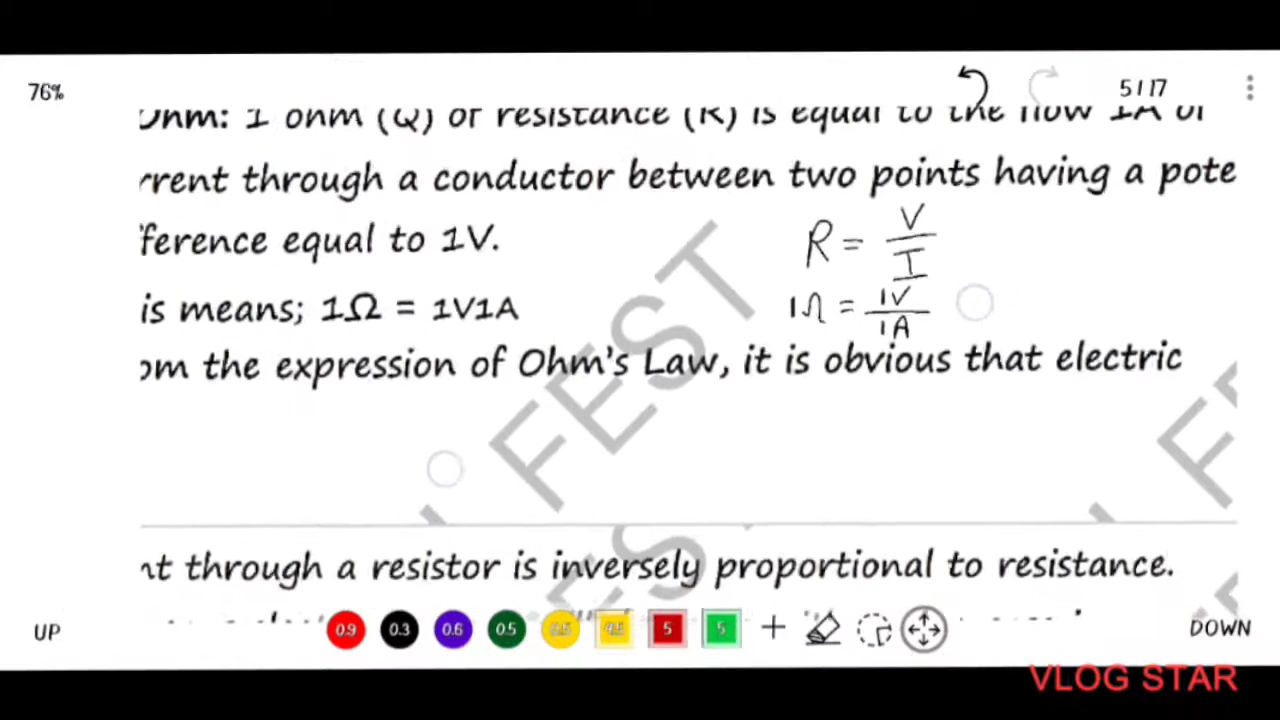 76%
5/17
Ohm: 1 ohm (Ω) of resistance (R) is equal to the flow 1A of
rrent through a conductor between two points having a pote
fference equal to 1V.
R = V/I
is means; 1Ω = 1V1A
1Ω = 1V/1A
om the expression of Ohm's Law, it is obvious that electric
FEST
nt through a resistor is inversely proportional to resistance.
UP
0.9 0.3 0.6 0.5 5 5
DOWN
VLOG STAR